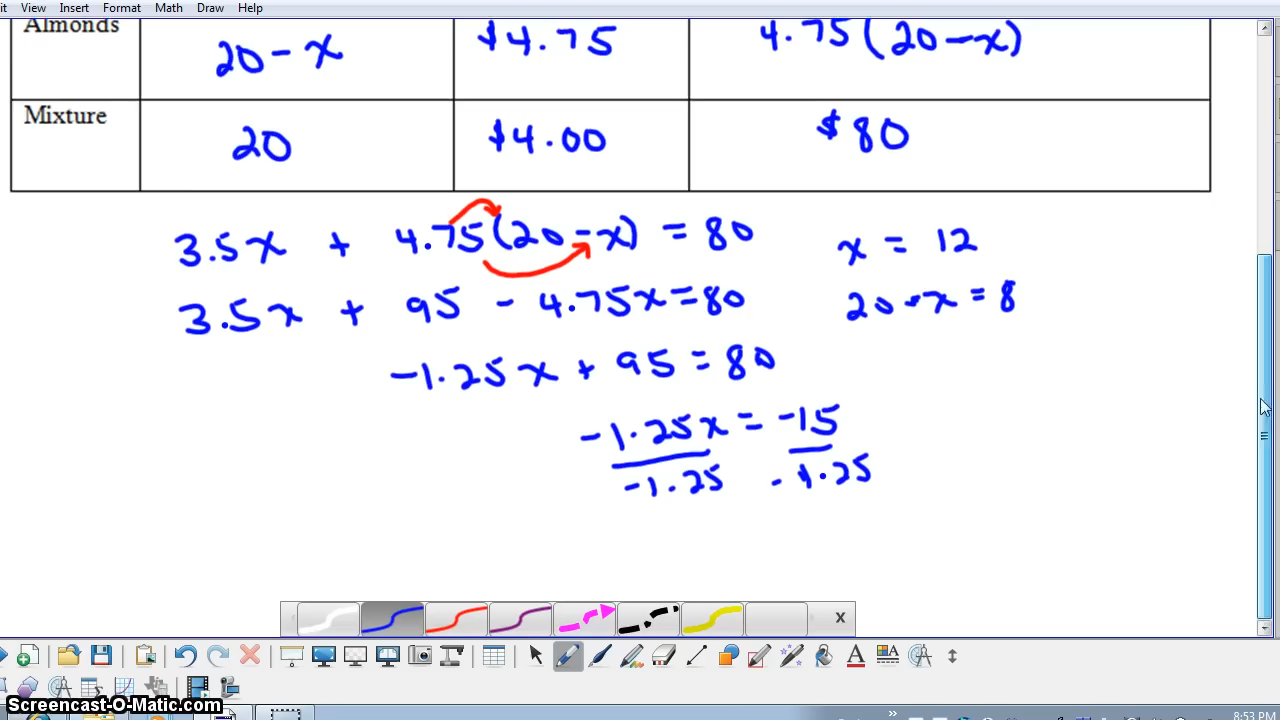 it View Insert Format Math Draw Help
Almonds 20 - x $4.75 4.75(20-x)
Mixture 20 $4.00 $80
3.5x + 4.75(20-x) = 80
3.5x + 95 - 4.75x=80
-1.25x + 95 = 80
-1.25x = -15
-1.25 -1.25
x = 12
20 - x = 8
x
A
Screencast-O-Matic.com
»
8:53 PM